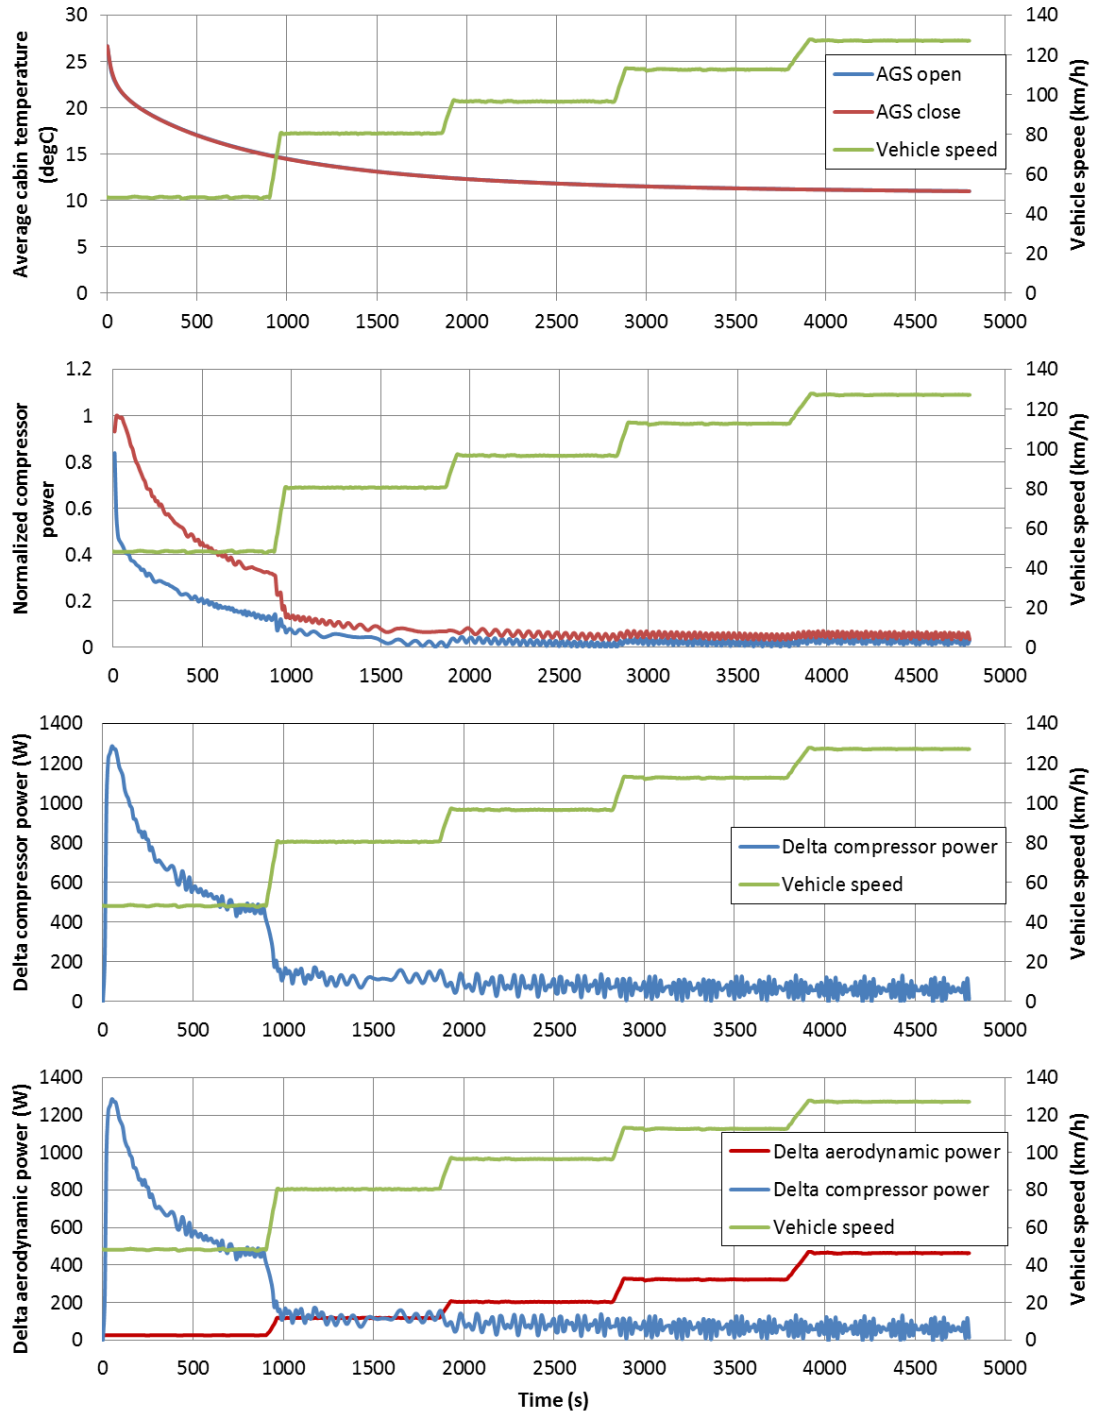 Average cabin temperature
(degC)
30
25
20
15
10
5
0
140
120
100
80
60
40
20
0
Vehicle speeee (km/h)
AGS open
AGS close
Vehicle speed
0 500 1000 1500 2000 2500 3000 3500 4000 4500 5000
Normalized compressor
power
1.2
1
0.8
0.6
0.4
0.2
0
140
120
100
80
60
40
20
0
Vehicle speed (km/h)
0 500 1000 1500 2000 2500 3000 3500 4000 4500 5000
Delta compressor power (W)
1400
1200
1000
800
600
400
200
0
140
120
100
80
60
40
20
0
Vehicle speed (km/h)
Delta compressor power
Vehicle speed
0 500 1000 1500 2000 2500 3000 3500 4000 4500 5000
Delta aerodynamic power (W)
1400
1200
1000
800
600
400
200
0
140
120
100
80
60
40
20
0
Vehicle speed (km/h)
Delta aerodynamic power
Delta compressor power
Vehicle speed
0 500 1000 1500 2000 2500 3000 3500 4000 4500 5000
Time (s)